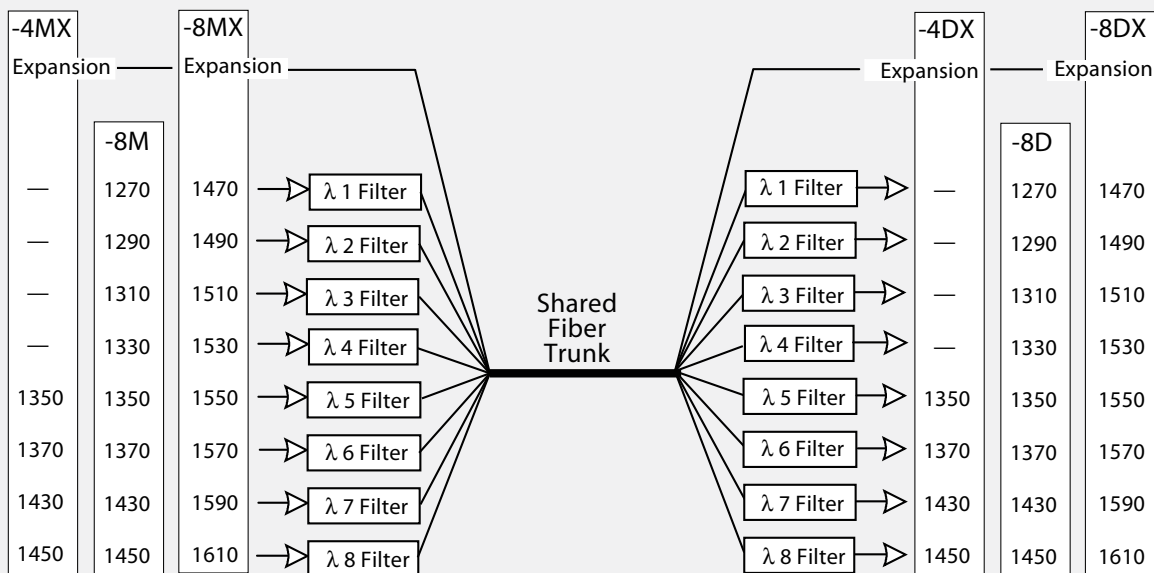 -4MX -8MX -4DX -8DX
Expansion Expansion Expansion Expansion
-8M -8D
— 1270 1470 λ 1 Filter λ 1 Filter — 1270 1470
— 1290 1490 λ 2 Filter λ 2 Filter — 1290 1490
— 1310 1510 λ 3 Filter λ 3 Filter — 1310 1510
Shared
Fiber
Trunk
— 1330 1530 λ 4 Filter λ 4 Filter — 1330 1530
1350 1350 1550 λ 5 Filter λ 5 Filter 1350 1350 1550
1370 1370 1570 λ 6 Filter λ 6 Filter 1370 1370 1570
1430 1430 1590 λ 7 Filter λ 7 Filter 1430 1430 1590
1450 1450 1610 λ 8 Filter λ 8 Filter 1450 1450 1610